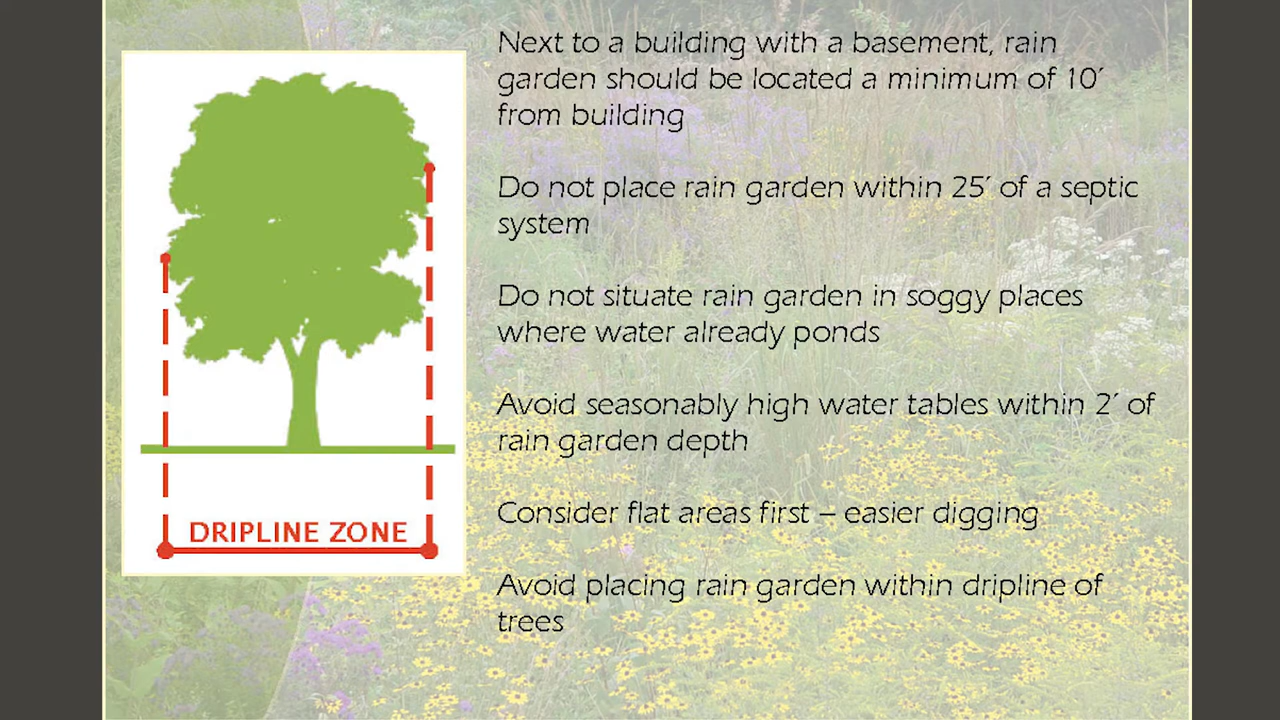 Next to a building with a basement, rain
garden should be located a minimum of 10´
from building
Do not place rain garden within 25´ of a septic
system
Do not situate rain garden in soggy places
where water already ponds
Avoid seasonably high water tables within 2´ of
rain garden depth
Consider flat areas first – easier digging
Avoid placing rain garden within dripline of
trees
DRIPLINE ZONE